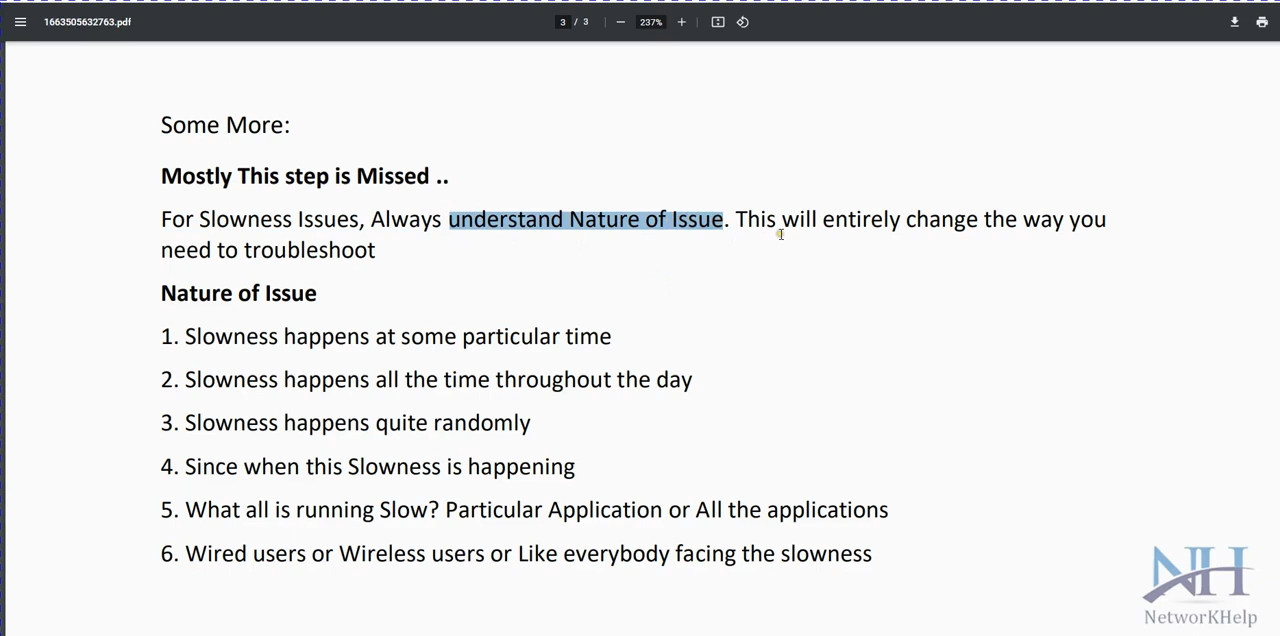 1663505632763.pdf
3 / 3
237%
Some More:
Mostly This step is Missed ..
For Slowness Issues, Always understand Nature of Issue. This will entirely change the way you
need to troubleshoot
Nature of Issue
1. Slowness happens at some particular time
2. Slowness happens all the time throughout the day
3. Slowness happens quite randomly
4. Since when this Slowness is happening
5. What all is running Slow? Particular Application or All the applications
6. Wired users or Wireless users or Like everybody facing the slowness
NH
NetworKHelp